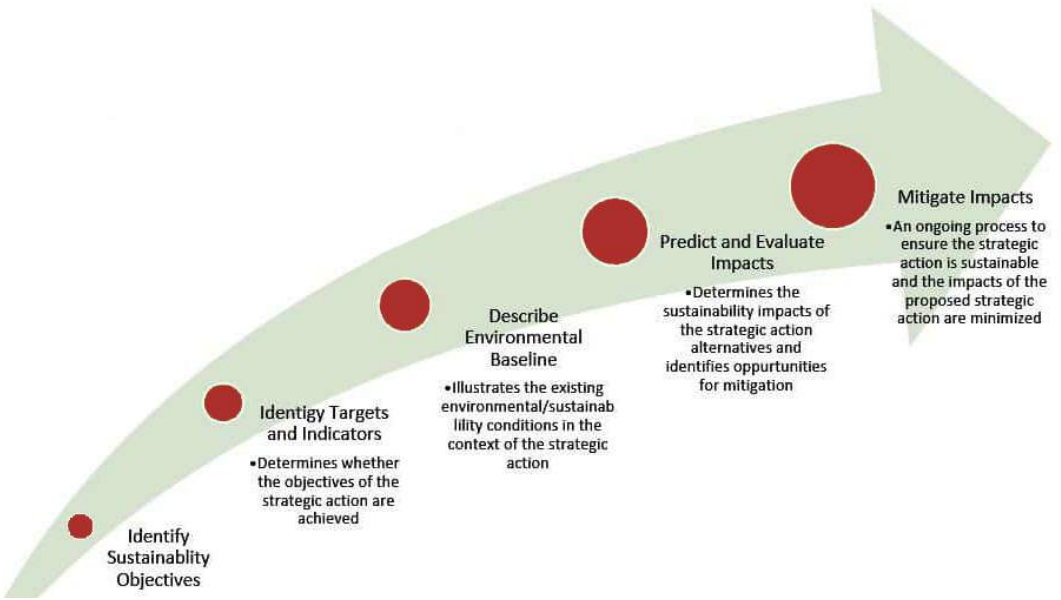 Identify
Sustainablity
Objectives
Identigy Targets
and Indicators
•Determines whether
the objectives of the
strategic action are
achieved
Describe
Environmental
Baseline
•Illustrates the existing
environmental/sustainab
lility conditions in the
context of the strategic
action
Predict and Evaluate
Impacts
•Determines the
sustainability impacts of
the strategic action
alternatives and
identifies oppurtunities
for mitigation
Mitigate Impacts
•An ongoing process to
ensure the strategic
action is sustainable
and the impacts of the
proposed strategic
action are minimized